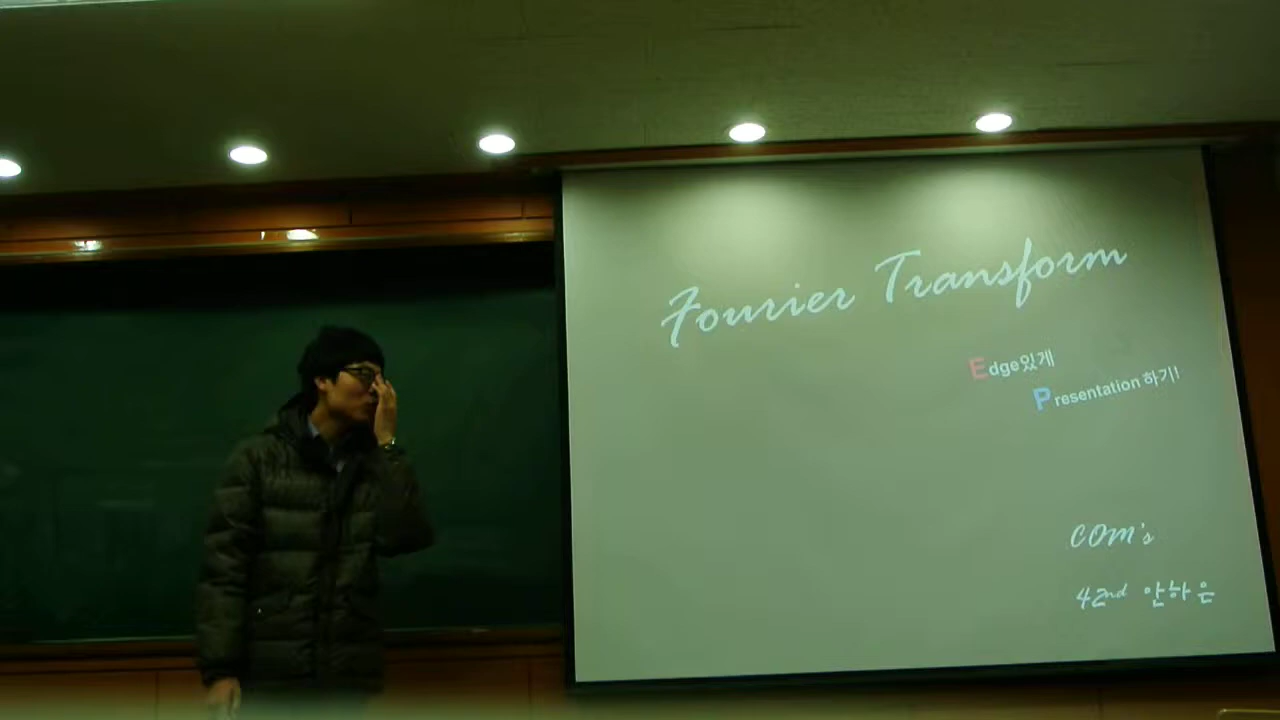 Fourier Transform
Edge있게
Presentation 하기!
COM's
42nd 안하은